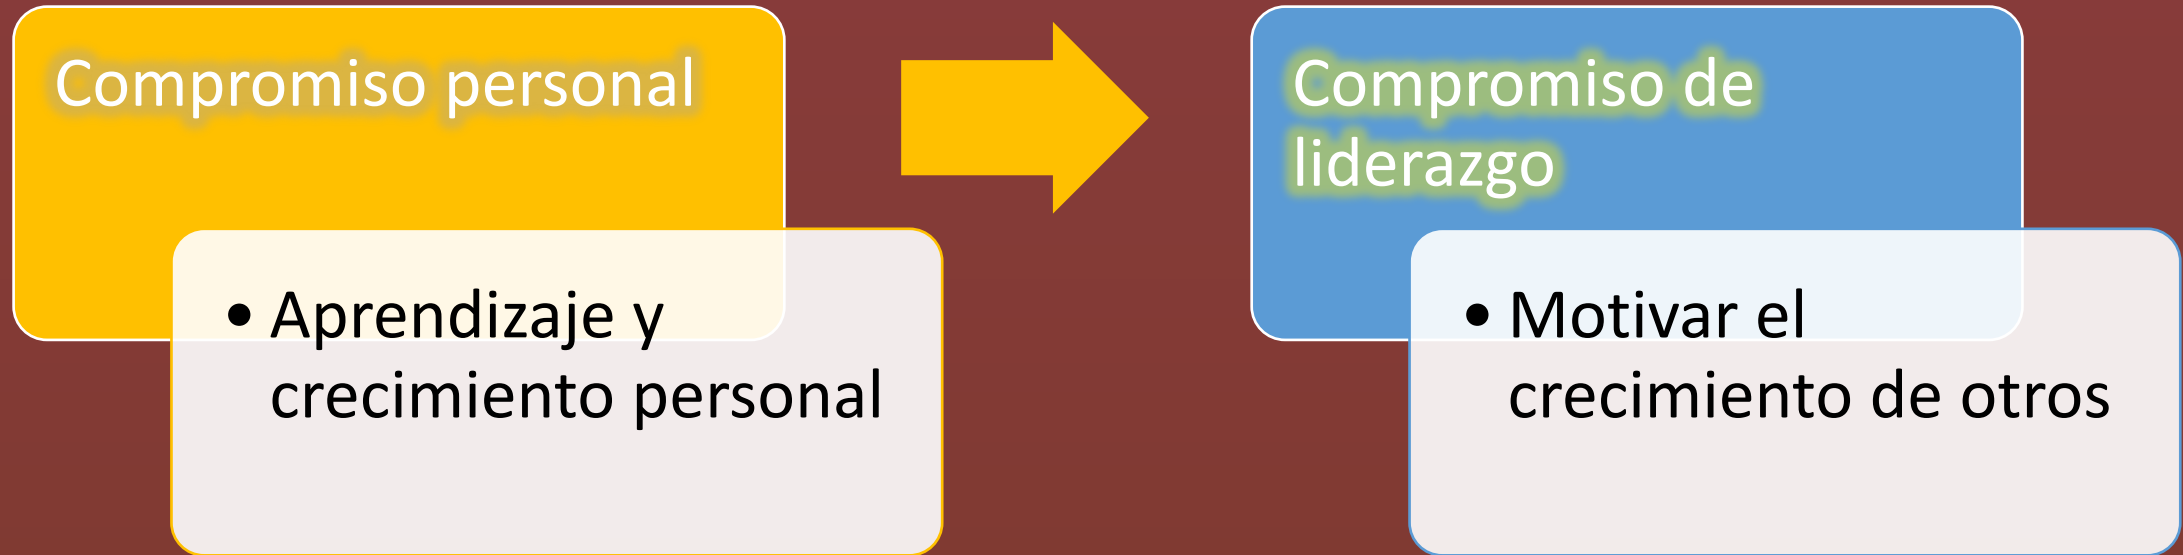 Compromiso personal
• Aprendizaje y
crecimiento personal
Compromiso de
liderazgo
• Motivar el
crecimiento de otros